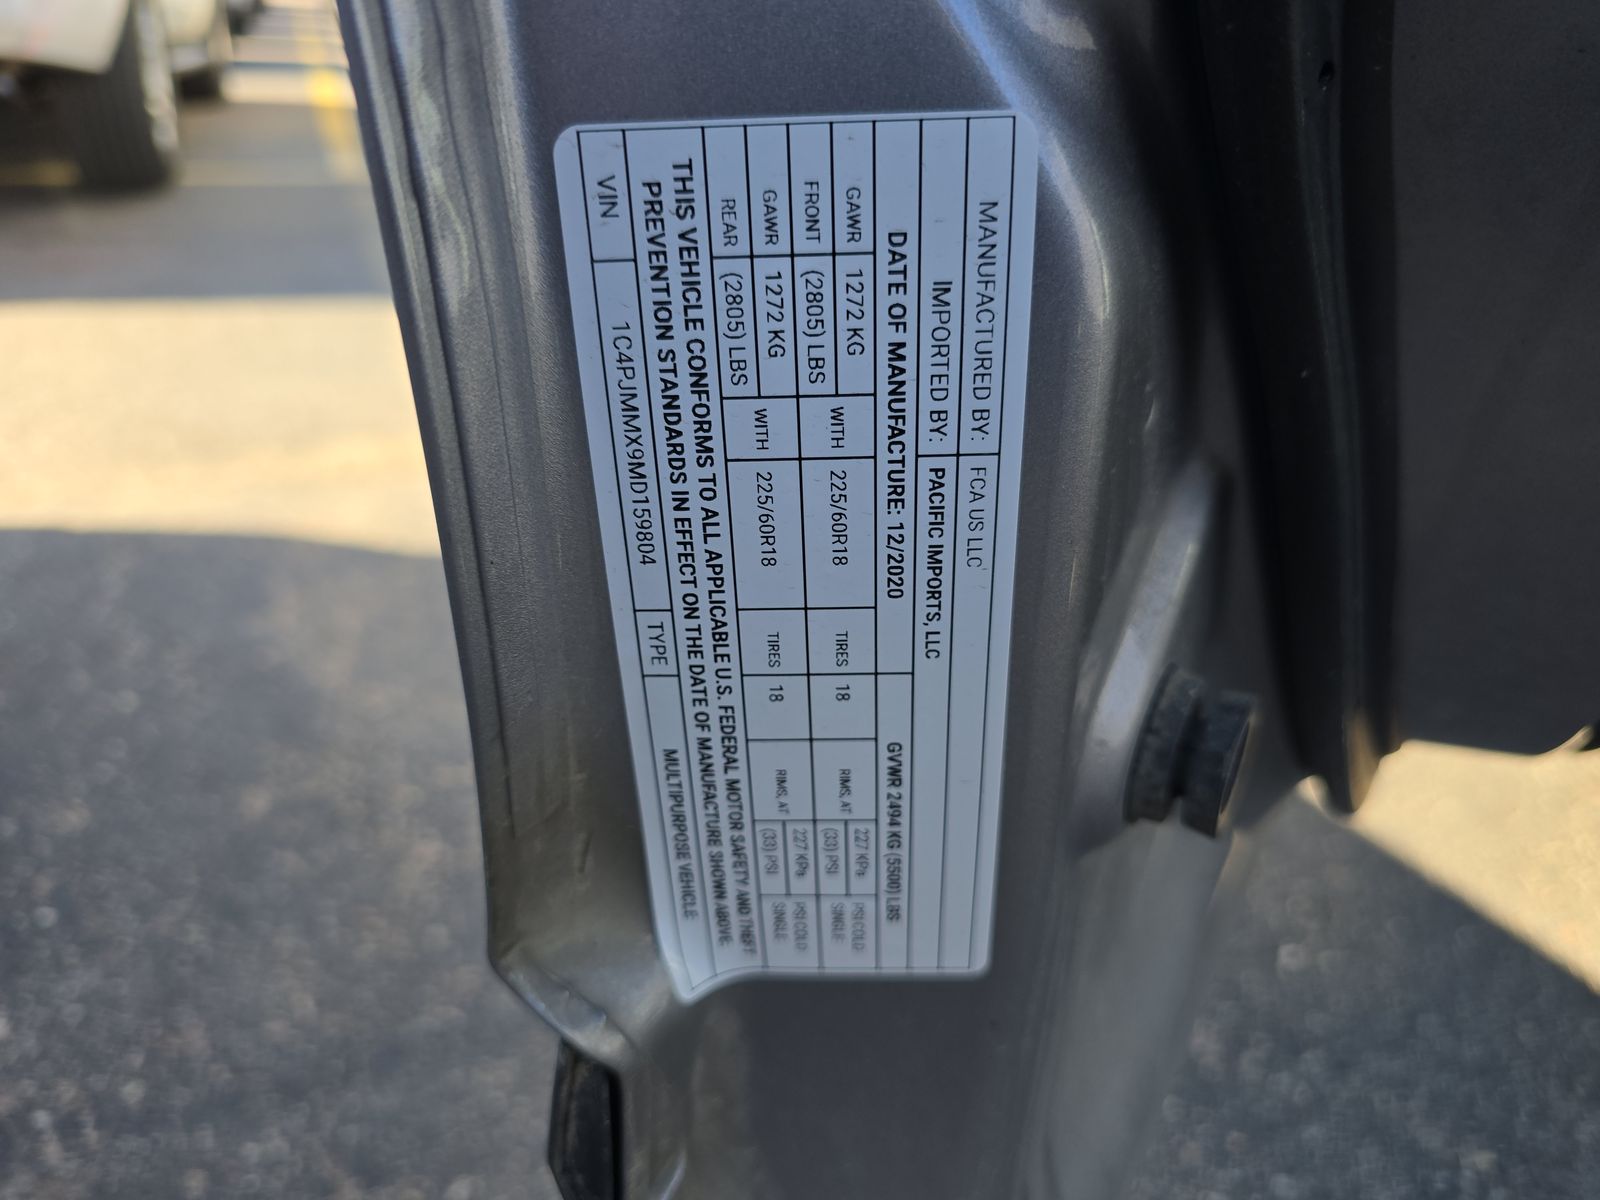 MANUFACTURED BY: FCA US LLC
IMPORTED BY: PACIFIC IMPORTS, LLC
DATE OF MANUFACTURE: 12/2020 GVWR 2494 KG (5500) LBS
GAWR 1272 KG WITH 225/60R18 TIRES 18 RIMS, AT 227 KPa PSI COLD
FRONT (2805) LBS (33) PSI SINGLE
GAWR 1272 KG WITH 225/60R18 TIRES 18 RIMS, AT 227 KPa PSI COLD
REAR (2805) LBS (33) PSI SINGLE
THIS VEHICLE CONFORMS TO ALL APPLICABLE U.S. FEDERAL MOTOR SAFETY AND THEFT
PREVENTION STANDARDS IN EFFECT ON THE DATE OF MANUFACTURE SHOWN ABOVE.
VIN 1C4PJMMX9MD159804 TYPE MULTIPURPOSE VEHICLE